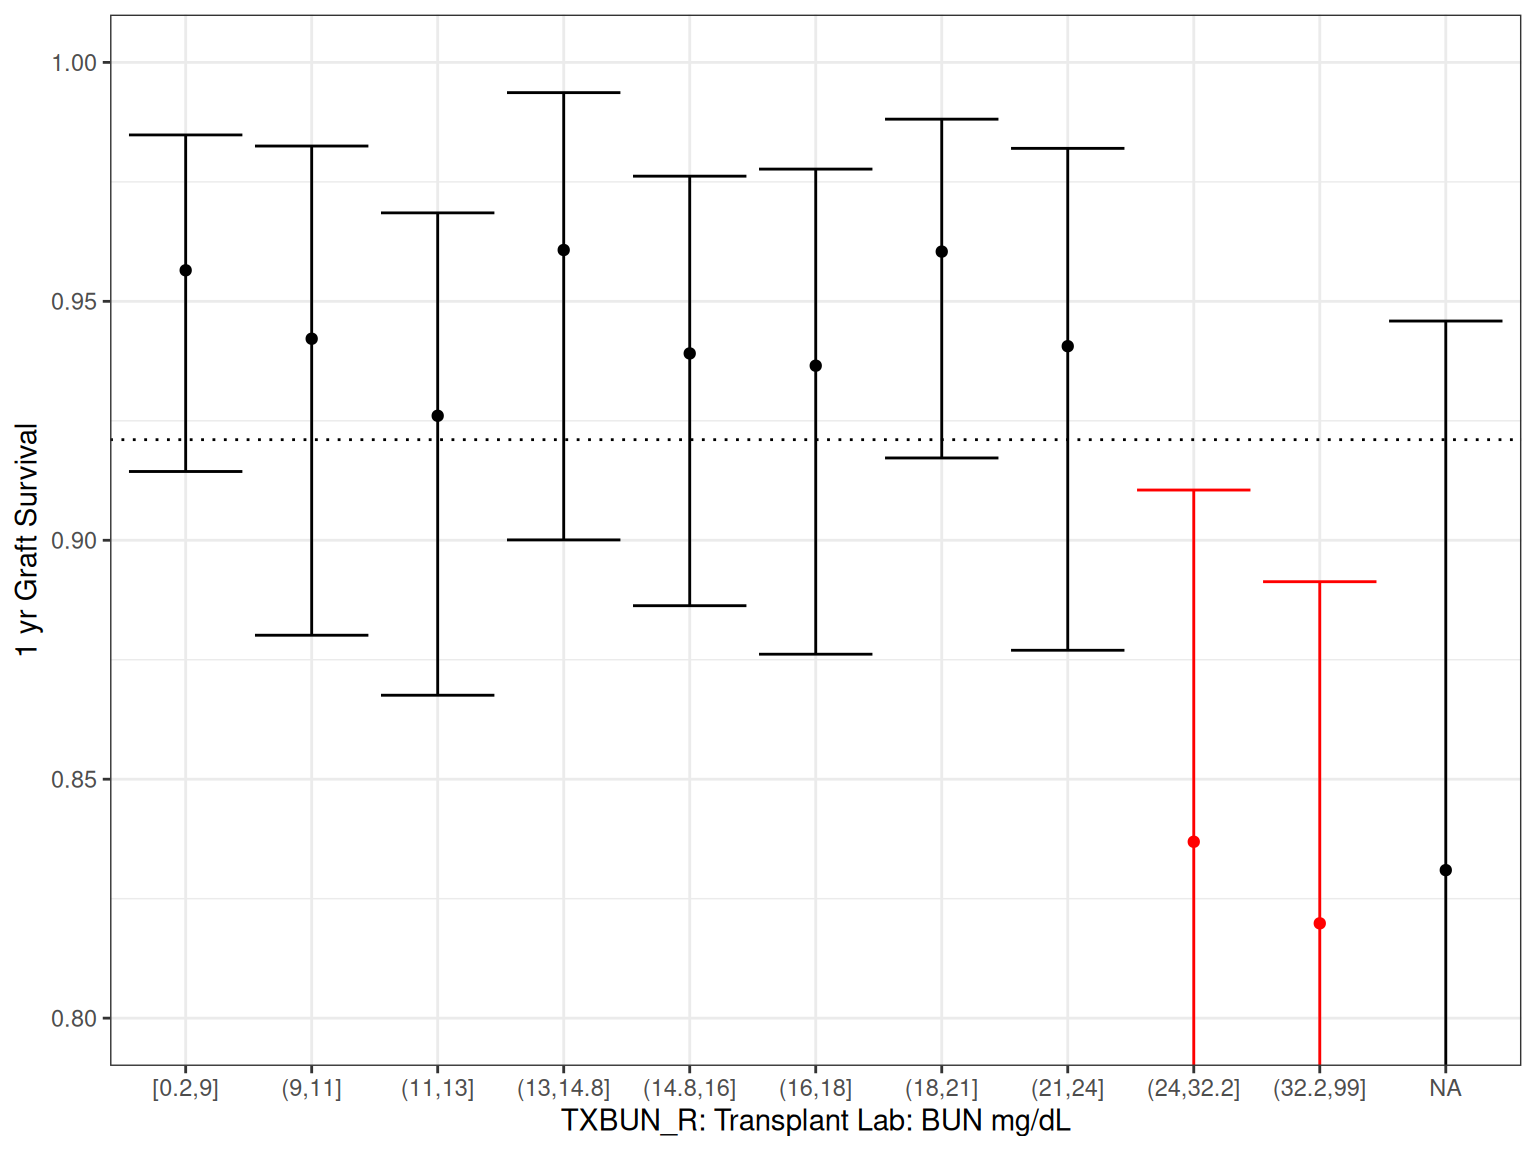 1.00
0.95
0.90
0.85
0.80
1 yr Graft Survival
[0.2,9] (9,11] (11,13] (13,14.8] (14.8,16] (16,18] (18,21] (21,24] (24,32.2] (32.2,99] NA
TXBUN_R: Transplant Lab: BUN mg/dL